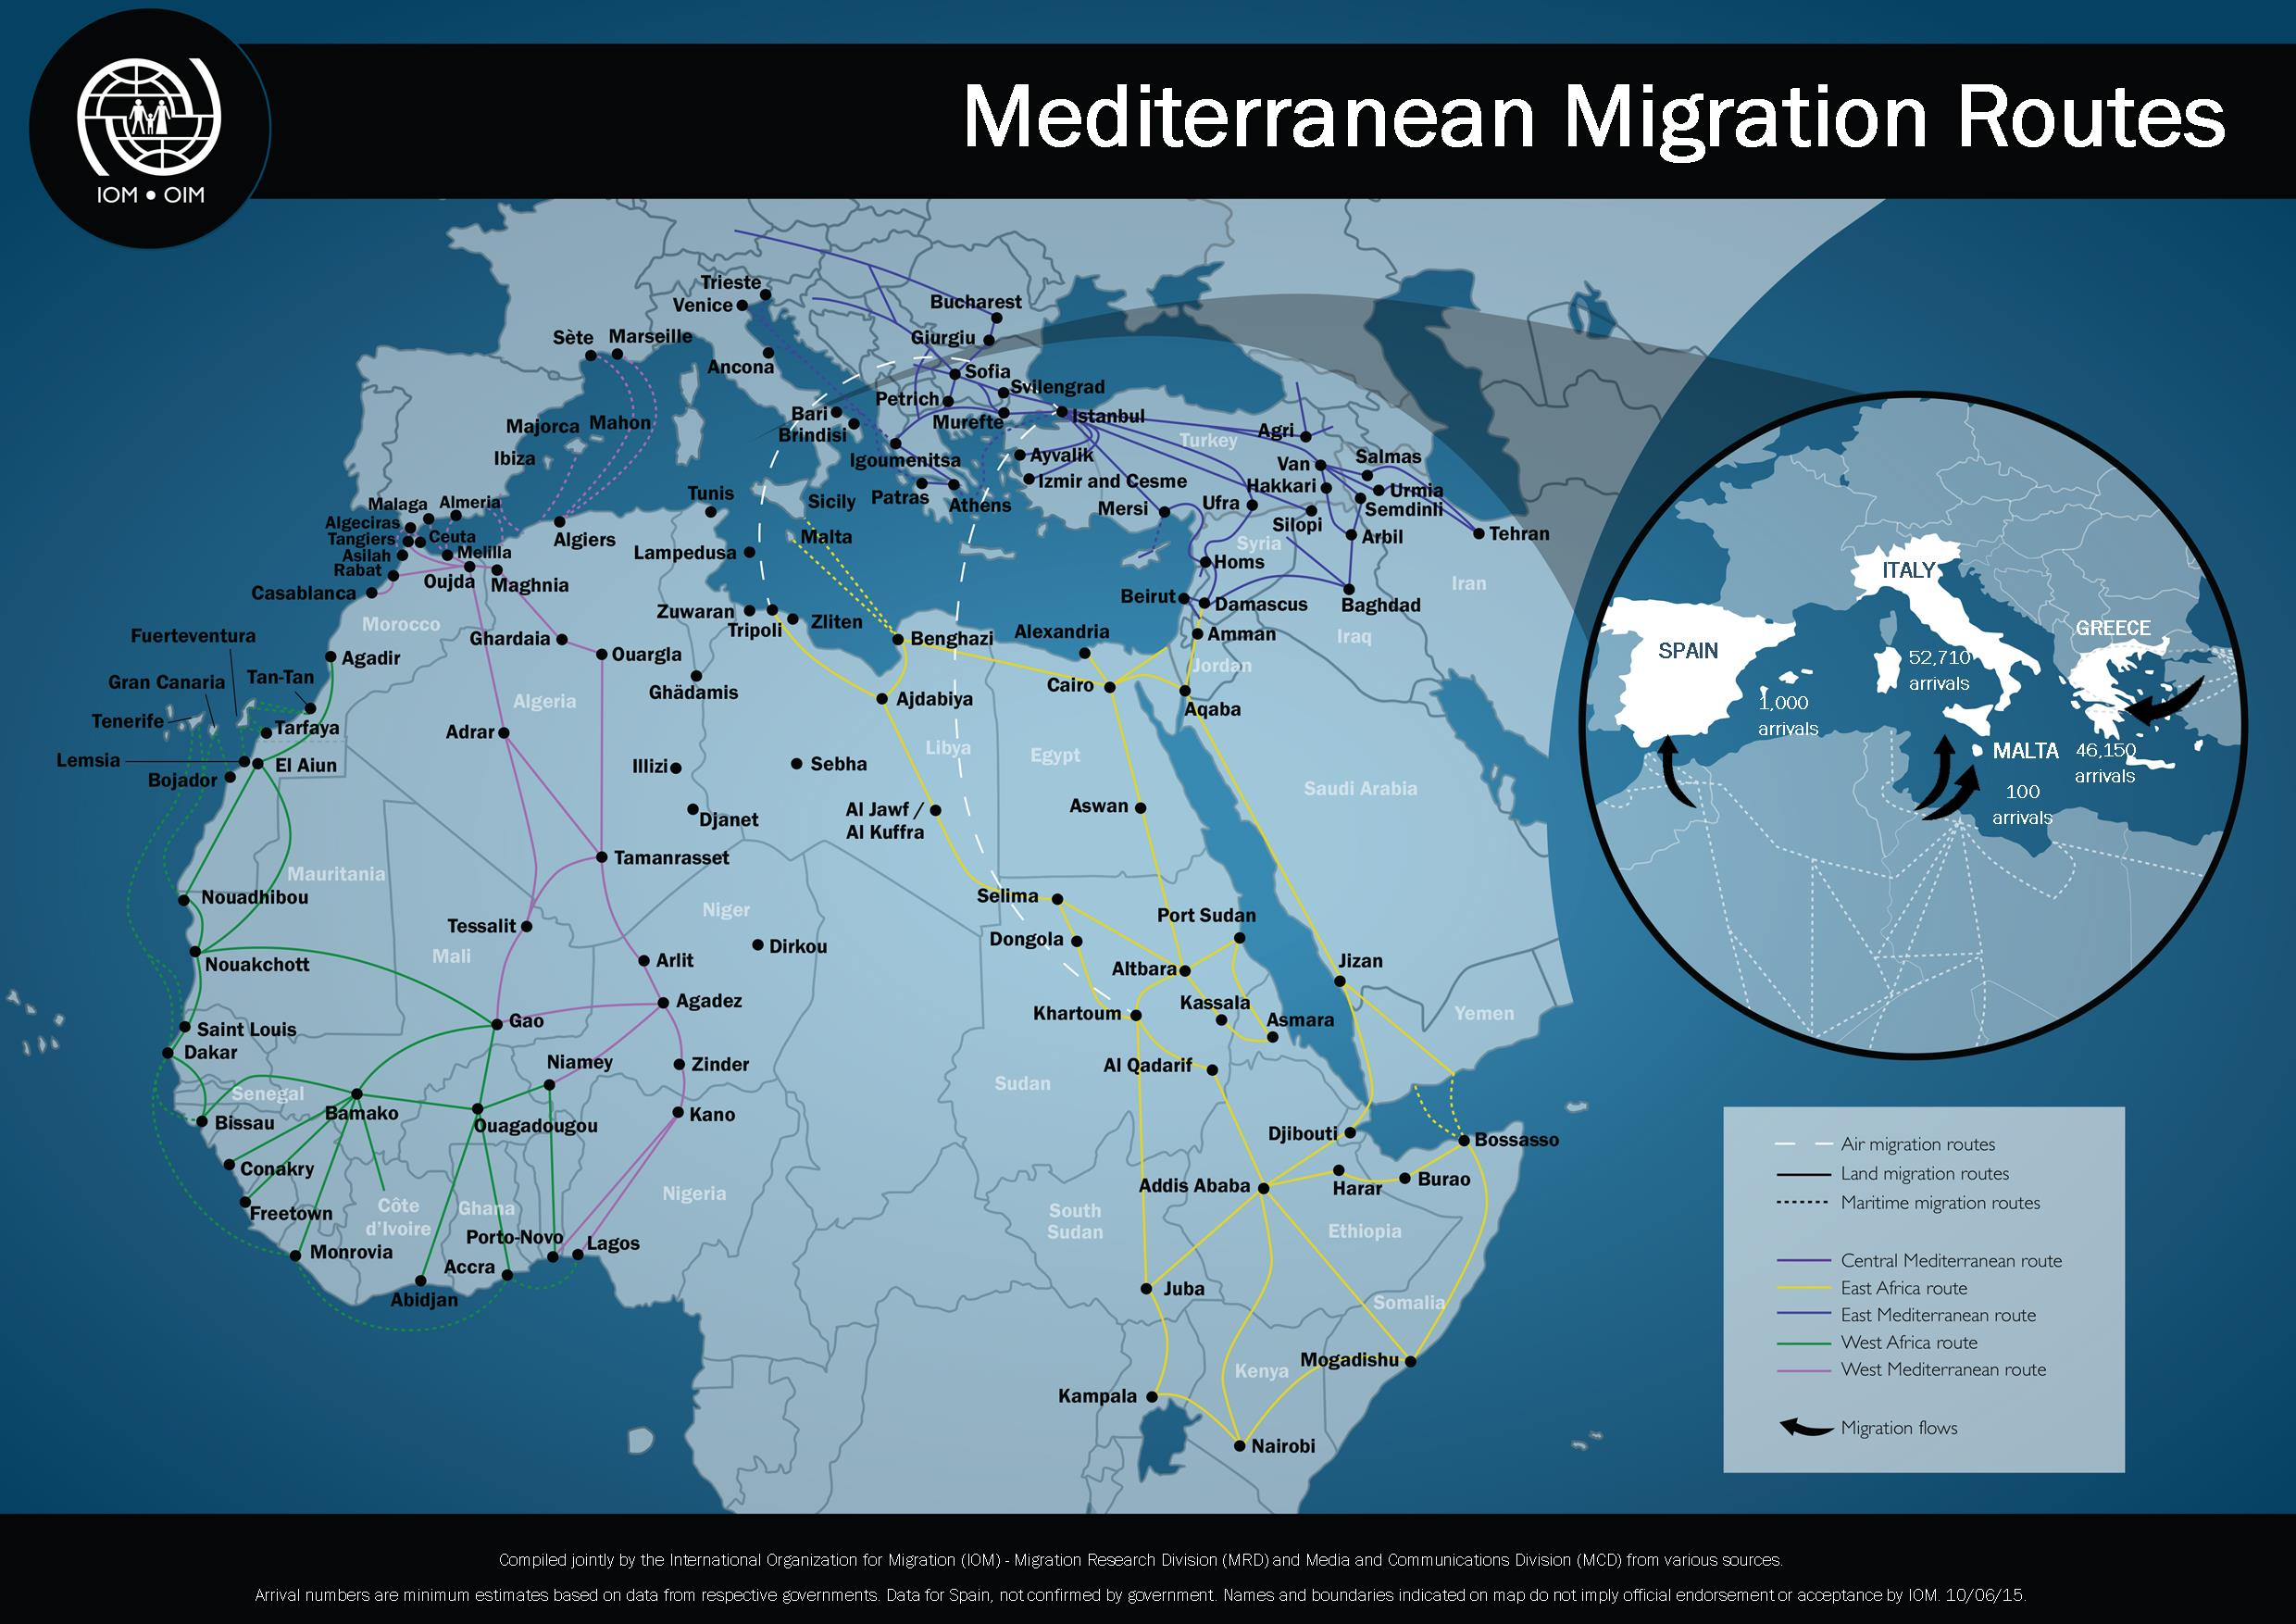 IOM • OIM
Mediterranean Migration Routes
Trieste
Venice
Bucharest
Giurgiu
Sète
Marseille
Ancona
Sofia
Svilengrad
Petrich
Bari
Murefte
Istanbul
Brindisi
Majorca
Mahon
Ibiza
Igoumenitsa
Ayvalik
Turkey
Agri
Van
Salmas
Hakkari
Urmia
Izmir and Cesme
Semdinli
Tunis
Sicily
Patras
Athens
Mersi
Ufra
Silopi
Malaga
Almeria
Algeciras
Tangiers
Ceuta
Asilah
Melilla
Rabat
Oujda
Maghnia
Algiers
Malta
Lampedusa
Arbil
Tehran
Syria
Homs
Iran
Casablanca
Beirut
Damascus
Baghdad
Zuwaran
Tripoli
Zliten
Morocco
Fuerteventura
Ghardaia
Benghazi
Alexandria
Amman
Iraq
Agadir
Ouargla
Jordan
Gran Canaria
Tan-Tan
Ghädamis
Cairo
Ajdabiya
Aqaba
Algeria
Tenerife
Tarfaya
Adrar
Libya
Egypt
Lemsia
El Aiun
Illizi
Sebha
Bojador
Saudi Arabia
Djanet
Al Jawf /
Al Kuffra
Aswan
Tamanrasset
Mauritania
Nouadhibou
Niger
Selima
Port Sudan
Tessalit
Dirkou
Dongola
Mali
Nouakchott
Arlit
Altbara
Jizan
Agadez
Kassala
Khartoum
Asmara
Yemen
Saint Louis
Gao
Dakar
Niamey
Zinder
Al Qadarif
Sudan
Senegal
Bamako
Kano
Bissau
Ouagadougou
Djibouti
Bossasso
Conakry
Addis Ababa
Harar
Burao
Nigeria
Freetown
Côte
d'Ivoire
Ghana
South
Sudan
Ethiopia
Porto-Novo
Lagos
Monrovia
Accra
Abidjan
Juba
Somalia
Mogadishu
Kenya
Kampala
Nairobi
ITALY
SPAIN
GREECE
52,710
arrivals
1,000
arrivals
MALTA
46,150
arrivals
100
arrivals
Air migration routes
Land migration routes
Maritime migration routes
Central Mediterranean route
East Africa route
East Mediterranean route
West Africa route
West Mediterranean route
Migration flows
Compiled jointly by the International Organization for Migration (IOM) - Migration Research Division (MRD) and Media and Communications Division (MCD) from various sources.
Arrival numbers are minimum estimates based on data from respective governments. Data for Spain, not confirmed by government. Names and boundaries indicated on map do not imply official endorsement or acceptance by IOM. 10/06/15.